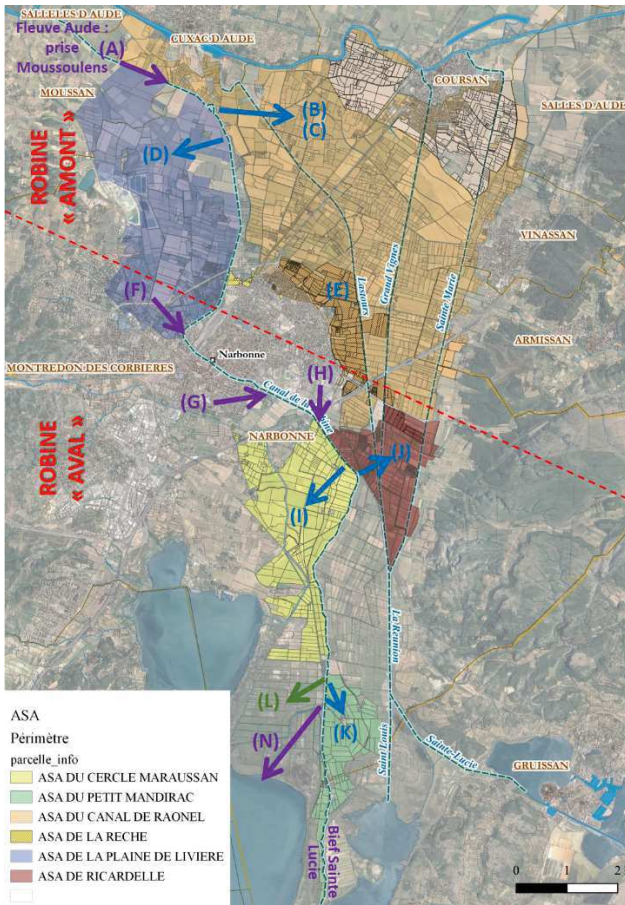 SALLELES D'AUDE
Fleuve Aude :
prise
Moussoulens
(A)
CUXAC D'AUDE
COURSAN
MOUSSAN
SALLES D'AUDE
(B)
(C)
(D)
ROBINE
« AMONT »
VINASSAN
Lastours
Grand Vignes
Sainte Marie
(E)
(F)
ARMISSAN
Narbonne
MONTREDON DES CORBIERES
(H)
(G)
Canal de la Robine
NARBONNE
ROBINE
« AVAL »
(J)
(I)
La Réunion
(L)
(K)
(N)
Saint Louis
Sainte-Lucie
GRUISSAN
Bief Sainte
Lucie
ASA
Périmètre
parcelle_info
ASA DU CERCLE MARAUSSAN
ASA DU PETIT MANDIRAC
ASA DU CANAL DE RAONEL
ASA DE LA RECHE
ASA DE LA PLAINE DE LIVIERE
ASA DE RICARDELLE
0 1 2